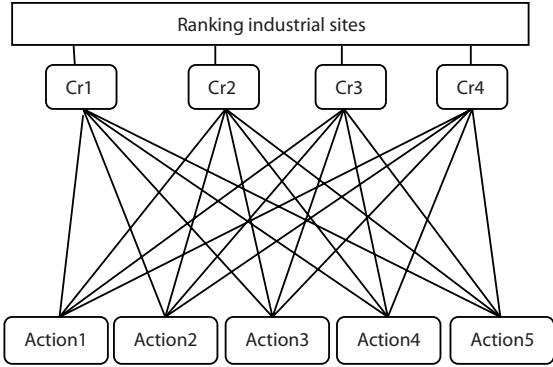 Ranking industrial sites
Cr1
Cr2
Cr3
Cr4
Action1
Action2
Action3
Action4
Action5